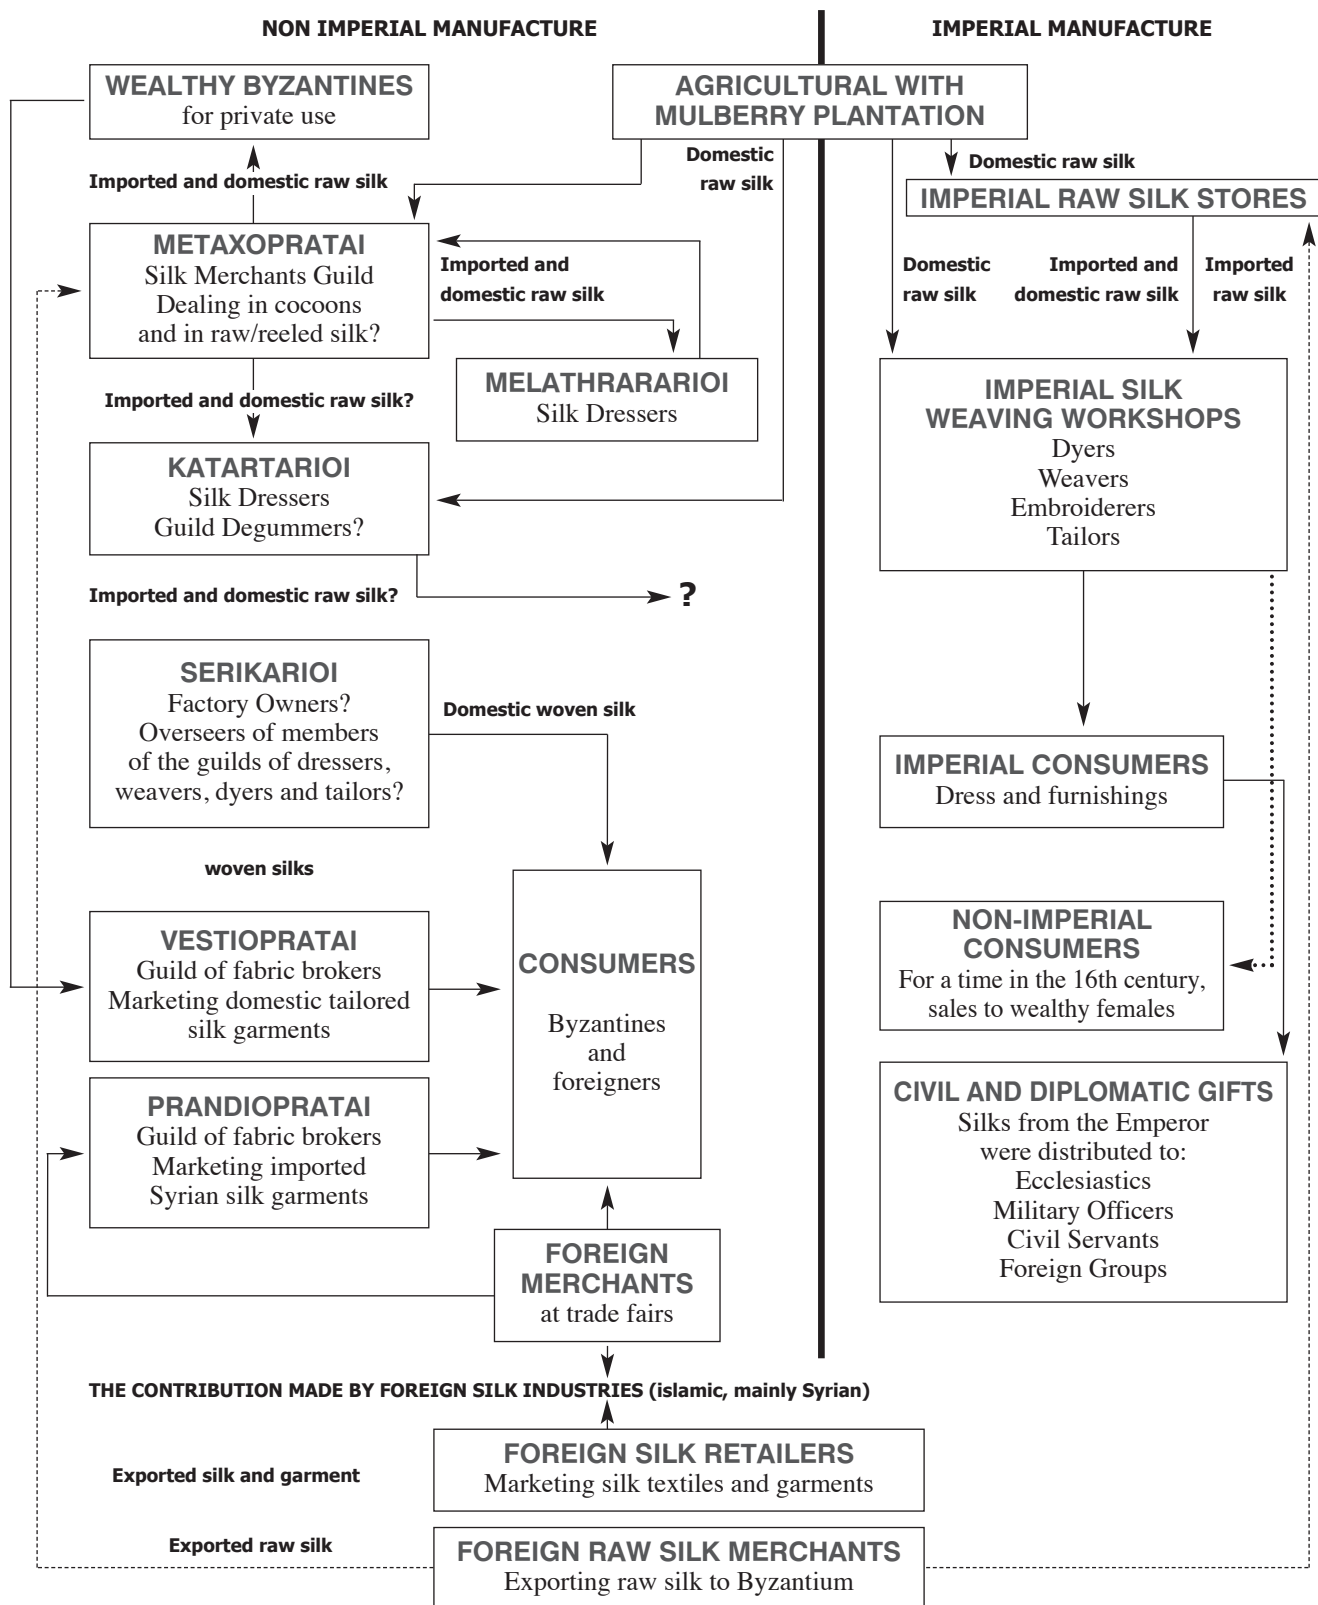 NON IMPERIAL MANUFACTURE
IMPERIAL MANUFACTURE
WEALTHY BYZANTINES
for private use
AGRICULTURAL WITH
MULBERRY PLANTATION
Domestic
raw silk
Domestic raw silk
Imported and domestic raw silk
IMPERIAL RAW SILK STORES
METAXOPRATAI
Silk Merchants Guild
Dealing in cocoons
and in raw/reeled silk?
Imported and
domestic raw silk
Domestic
raw silk
Imported and
domestic raw silk
Imported
raw silk
MELATHRARARIOI
Silk Dressers
IMPERIAL SILK
WEAVING WORKSHOPS
Dyers
Weavers
Embroiderers
Tailors
Imported and domestic raw silk?
KATARTARIOI
Silk Dressers
Guild Degummers?
Imported and domestic raw silk?
?
SERIKARIOI
Factory Owners?
Overseers of members
of the guilds of dressers,
weavers, dyers and tailors?
Domestic woven silk
IMPERIAL CONSUMERS
Dress and furnishings
woven silks
VESTIOPRATAI
Guild of fabric brokers
Marketing domestic tailored
silk garments
CONSUMERS
Byzantines
and
foreigners
NON-IMPERIAL
CONSUMERS
For a time in the 16th century,
sales to wealthy females
PRANDIOPRATAI
Guild of fabric brokers
Marketing imported
Syrian silk garments
CIVIL AND DIPLOMATIC GIFTS
Silks from the Emperor
were distributed to:
Ecclesiastics
Military Officers
Civil Servants
Foreign Groups
FOREIGN
MERCHANTS
at trade fairs
THE CONTRIBUTION MADE BY FOREIGN SILK INDUSTRIES (islamic, mainly Syrian)
FOREIGN SILK RETAILERS
Marketing silk textiles and garments
Exported silk and garment
Exported raw silk
FOREIGN RAW SILK MERCHANTS
Exporting raw silk to Byzantium